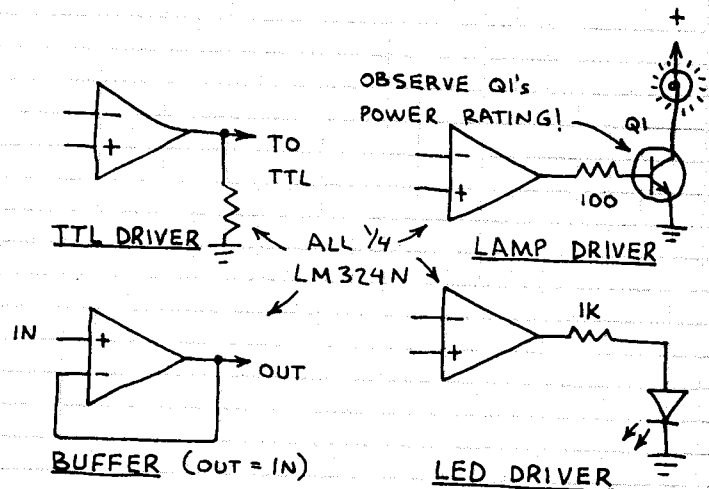 +
OBSERVE Q1's
POWER RATING!
Q1
-
+
TO
TTL
-
+
100
TTL DRIVER
ALL 1/4
LM324N
LAMP DRIVER
IN
+
-
OUT
-
+
1K
BUFFER (OUT = IN)
LED DRIVER